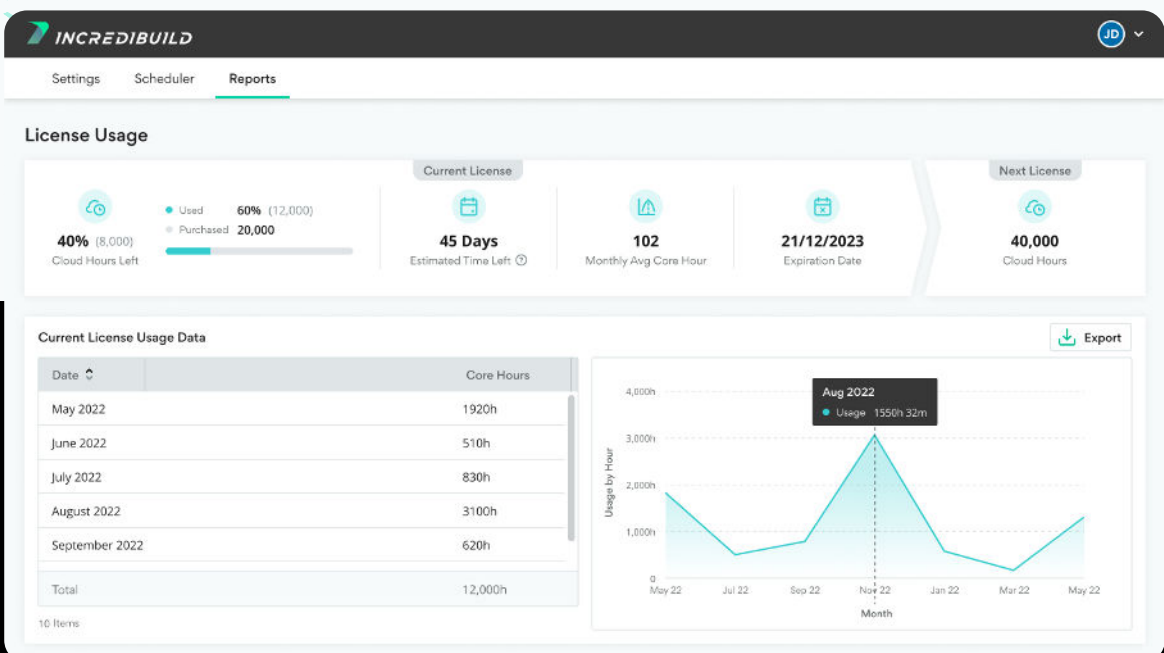 INCREDIBUILD
JD
Settings Scheduler Reports
License Usage
Current License
Next License
40% (8,000)
Cloud Hours Left
Used 60% (12,000)
Purchased 20,000
45 Days
Estimated Time Left ?
102
Monthly Avg Core Hour
21/12/2023
Expiration Date
40,000
Cloud Hours
Current License Usage Data
Export
Date Core Hours
May 2022 1920h
June 2022 510h
July 2022 830h
August 2022 3100h
September 2022 620h
Total 12,000h
10 Items
Aug 2022
Usage 1550h 32m
Usage by Hour
4,000h
3,000h
2,000h
1,000h
0
May 22 Jul 22 Sep 22 Nov 22 Jan 22 Mar 22 May 22
Month